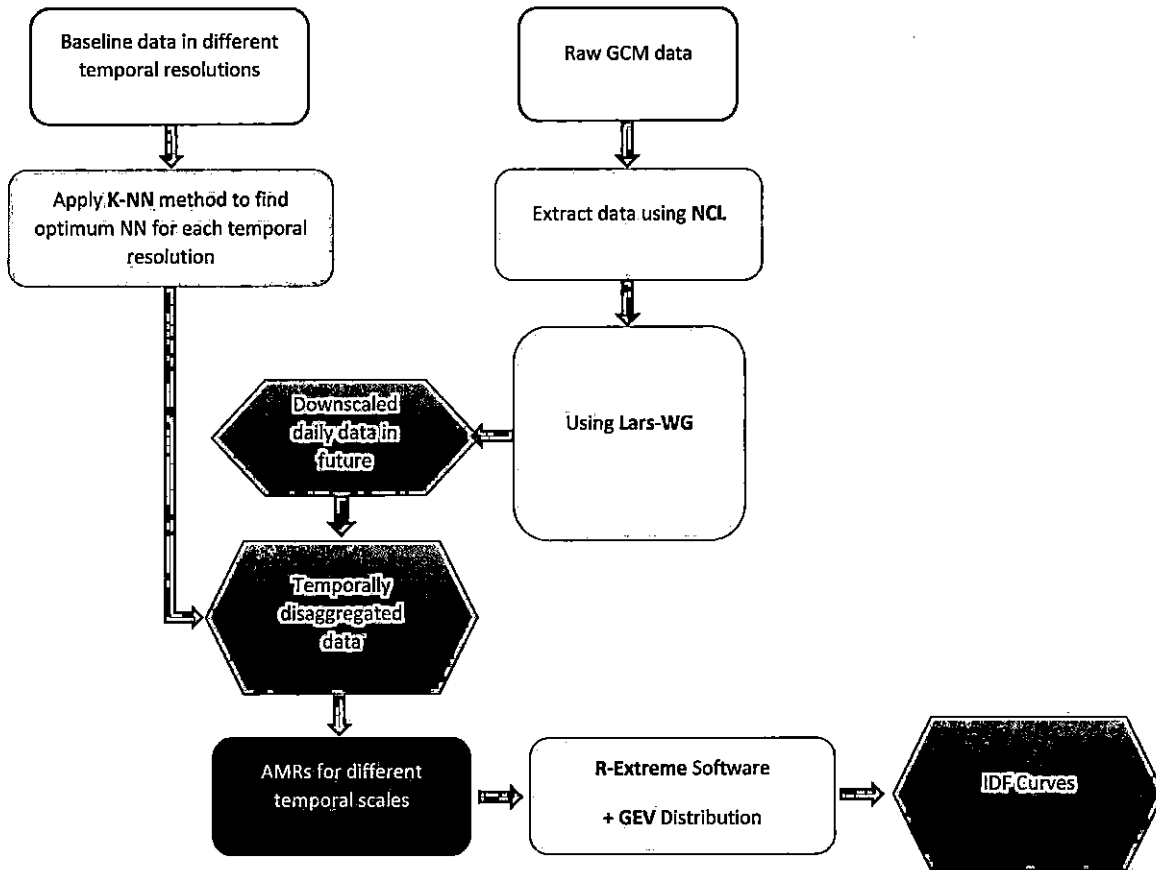 Baseline data in different
temporal resolutions
Raw GCM data
Apply K-NN method to find
optimum NN for each temporal
resolution
Extract data using NCL
Using Lars-WG
Downscaled
daily data in
future
Temporally
disaggregated
data
AMRs for different
temporal scales
R-Extreme Software
+ GEV Distribution
IDF Curves